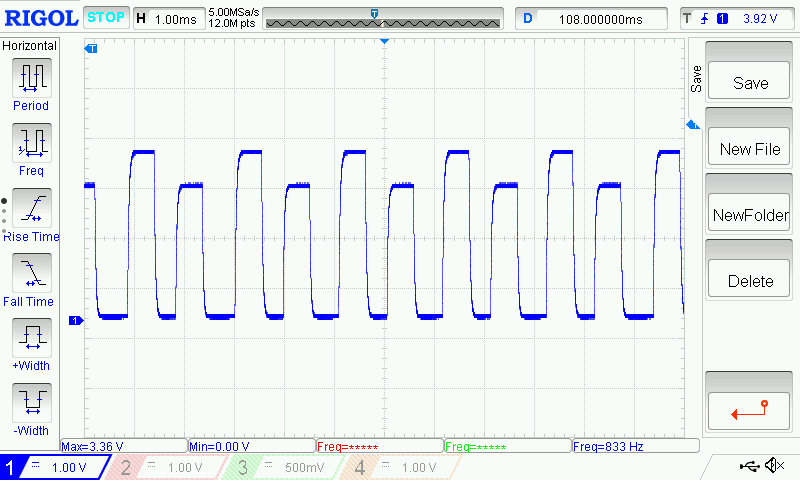 RIGOL STOP H 1.00ms 5.00MSa/s 12.0M pts T D 108.000000ms T 1 3.92 V
Horizontal
Period
Freq
Rise Time
Fall Time
+Width
-Width
T
T
1
Save
Save
New File
NewFolder
Delete
Max=3.36 V Min=0.00 V Freq=***** Freq=***** Freq=833 Hz
1 1.00 V 2 1.00 V 3 500mV 4 1.00 V